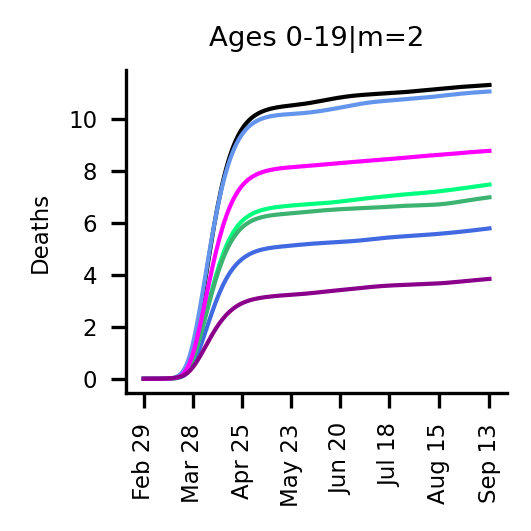 Ages 0-19|m=2
Deaths
10
8
6
4
2
0
Feb 29
Mar 28
Apr 25
May 23
Jun 20
Jul 18
Aug 15
Sep 13